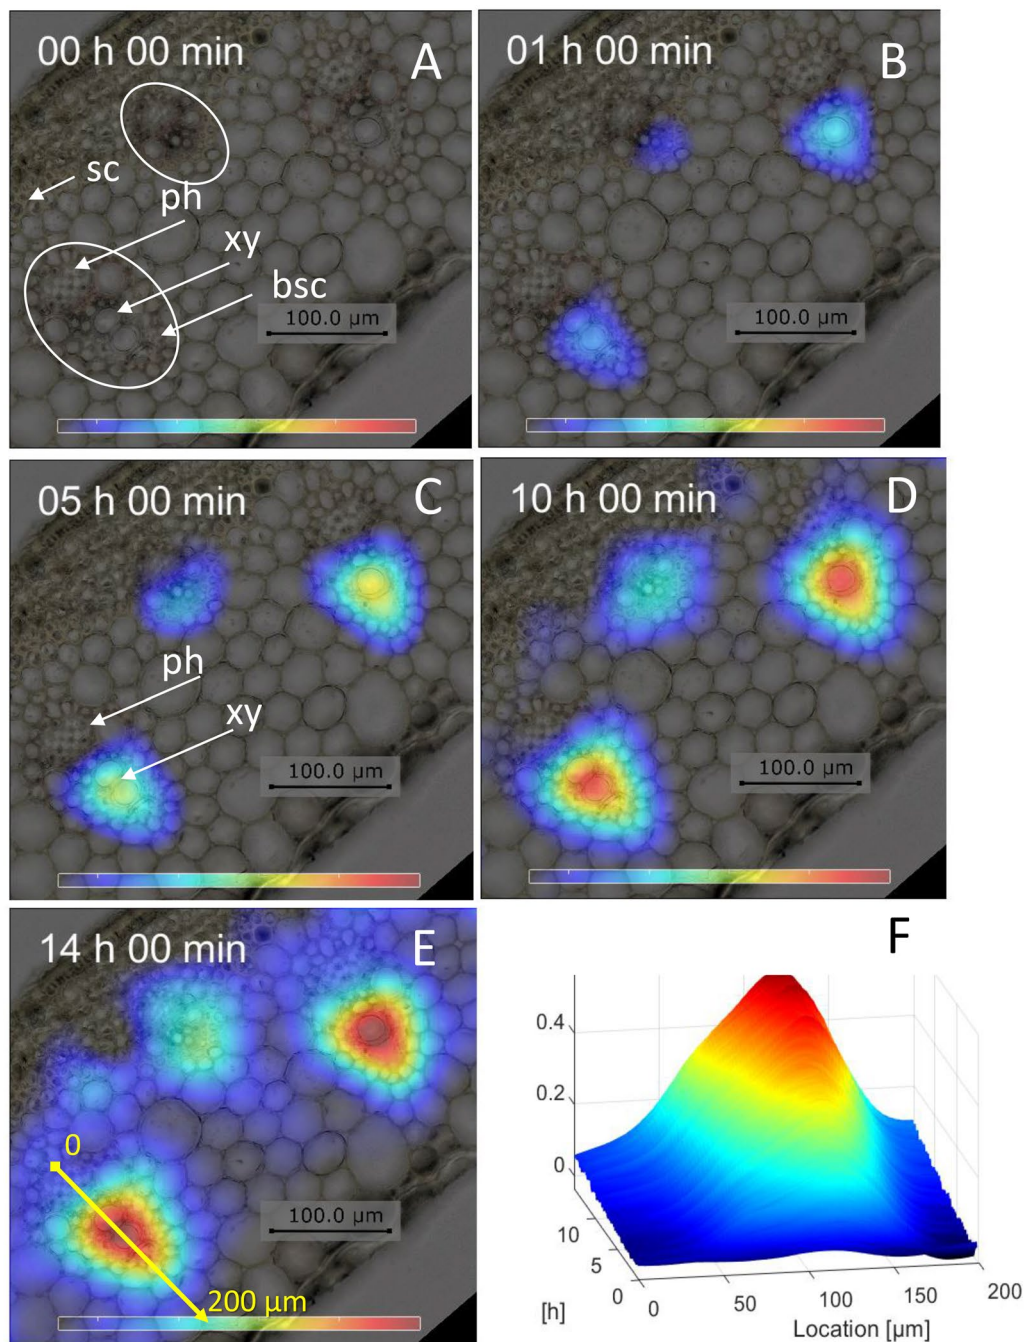 00 h 00 min
A
sc
ph
xy
bsc
100.0 µm
01 h 00 min
B
100.0 µm
05 h 00 min
C
ph
xy
100.0 µm
10 h 00 min
D
100.0 µm
14 h 00 min
E
0
100.0 µm
200 µm
F
0.4
0.2
0
10
5
0
[h]
0
50
100
150
200
Location [µm]